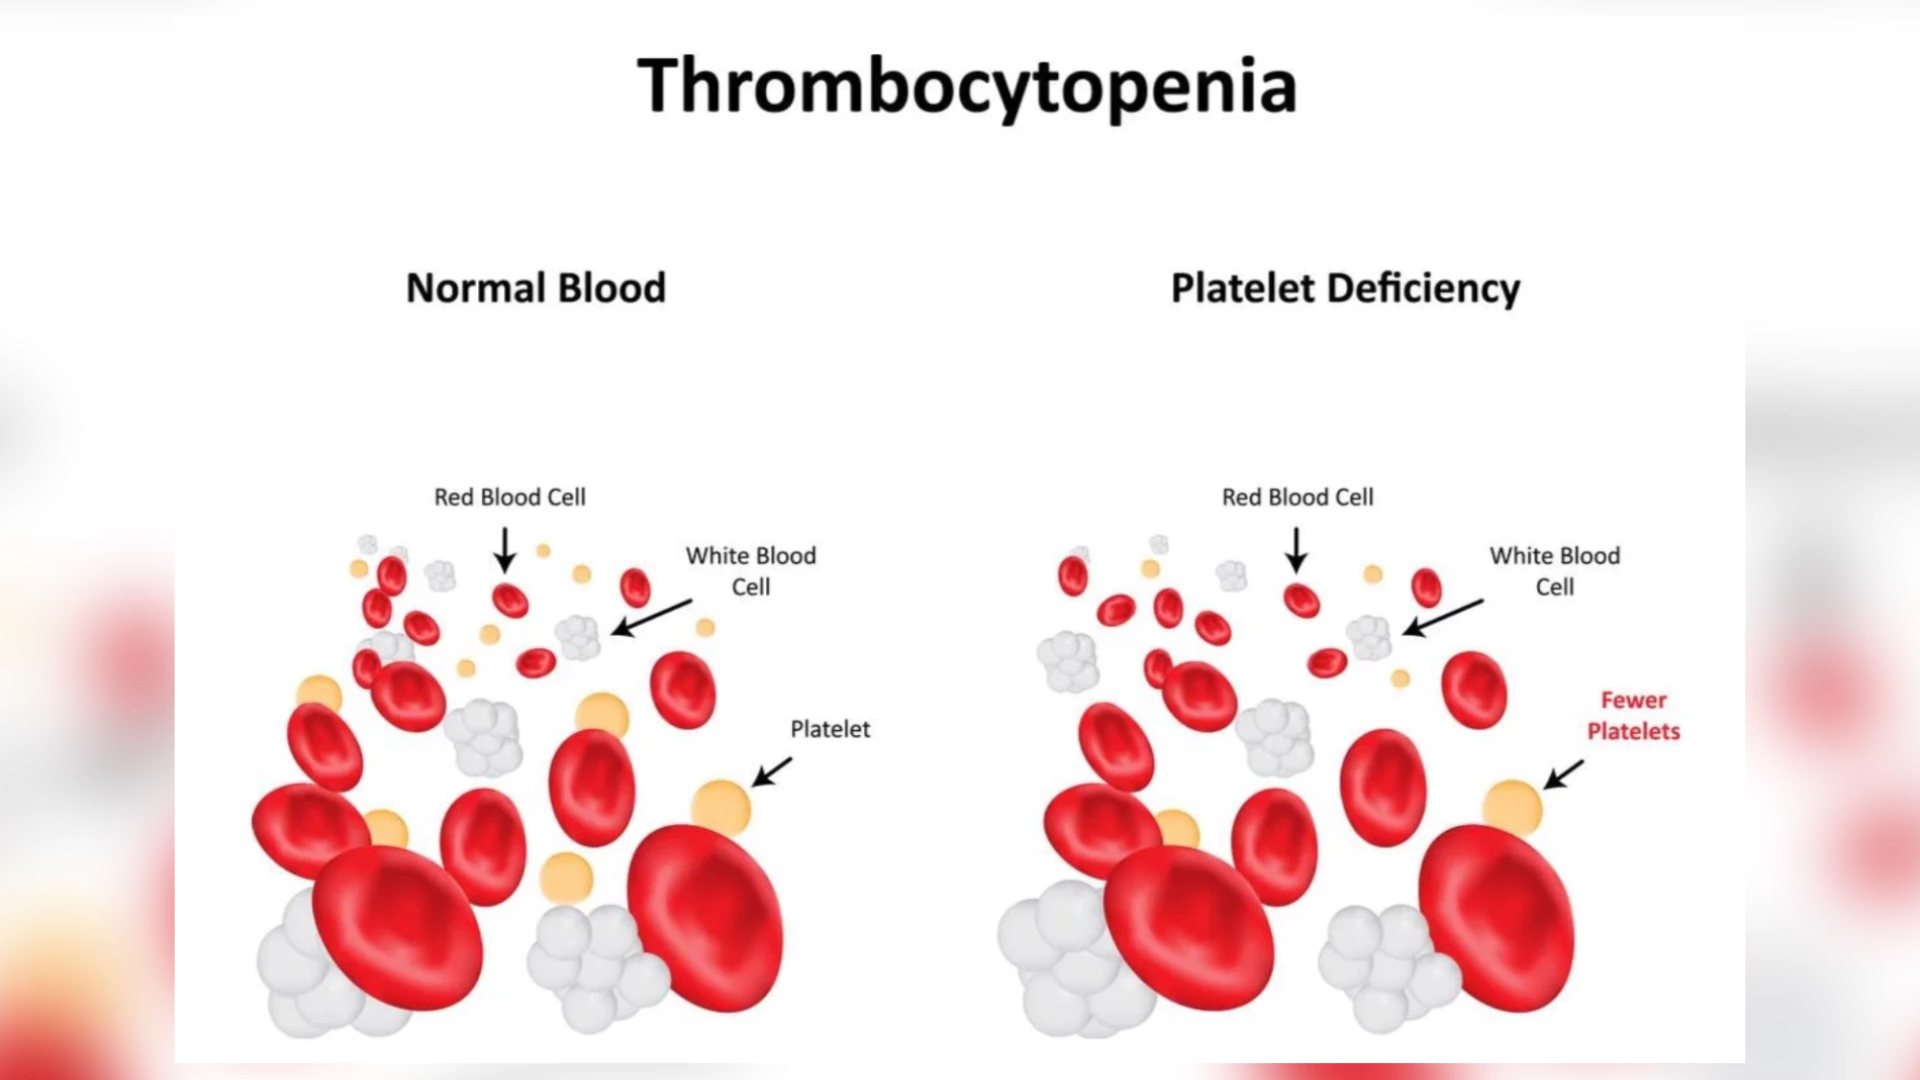 Thrombocytopenia
Normal Blood
Red Blood Cell
White Blood
Cell
Platelet
Platelet Deficiency
Red Blood Cell
White Blood
Cell
Fewer
Platelets